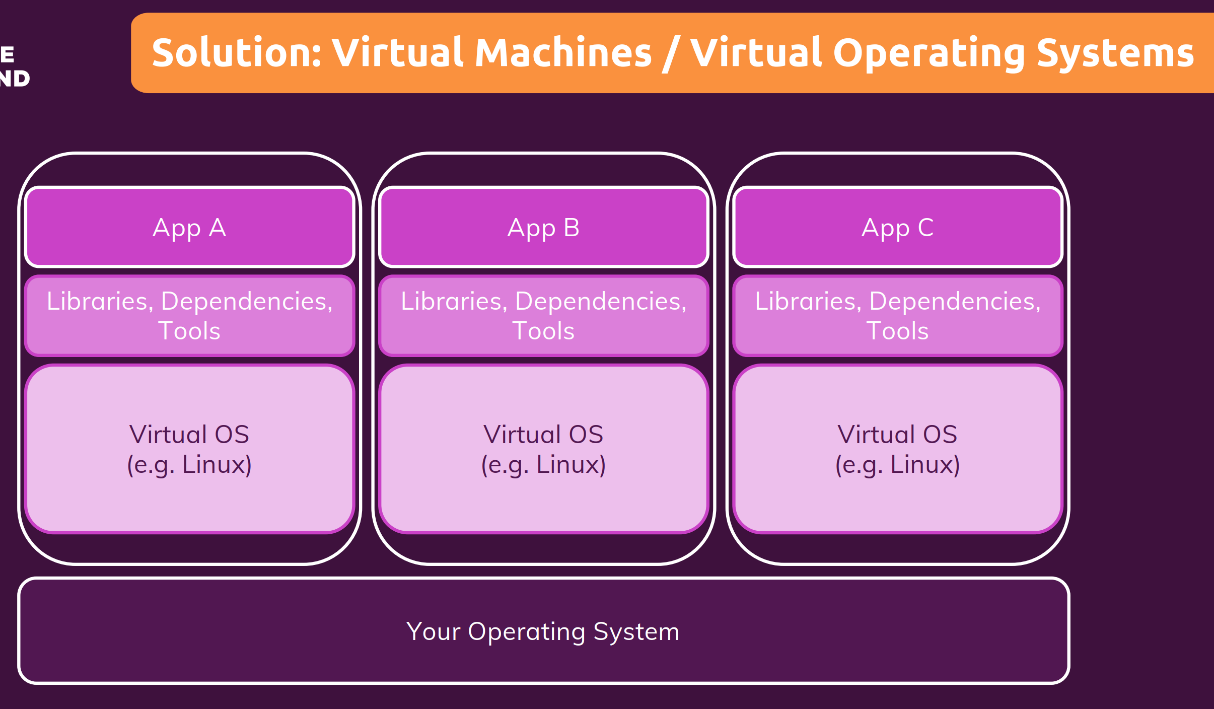 Solution: Virtual Machines / Virtual Operating Systems
E
ND
App A
App B
App C
Libraries, Dependencies,
Tools
Libraries, Dependencies,
Tools
Libraries, Dependencies,
Tools
Virtual OS
(e.g. Linux)
Virtual OS
(e.g. Linux)
Virtual OS
(e.g. Linux)
Your Operating System